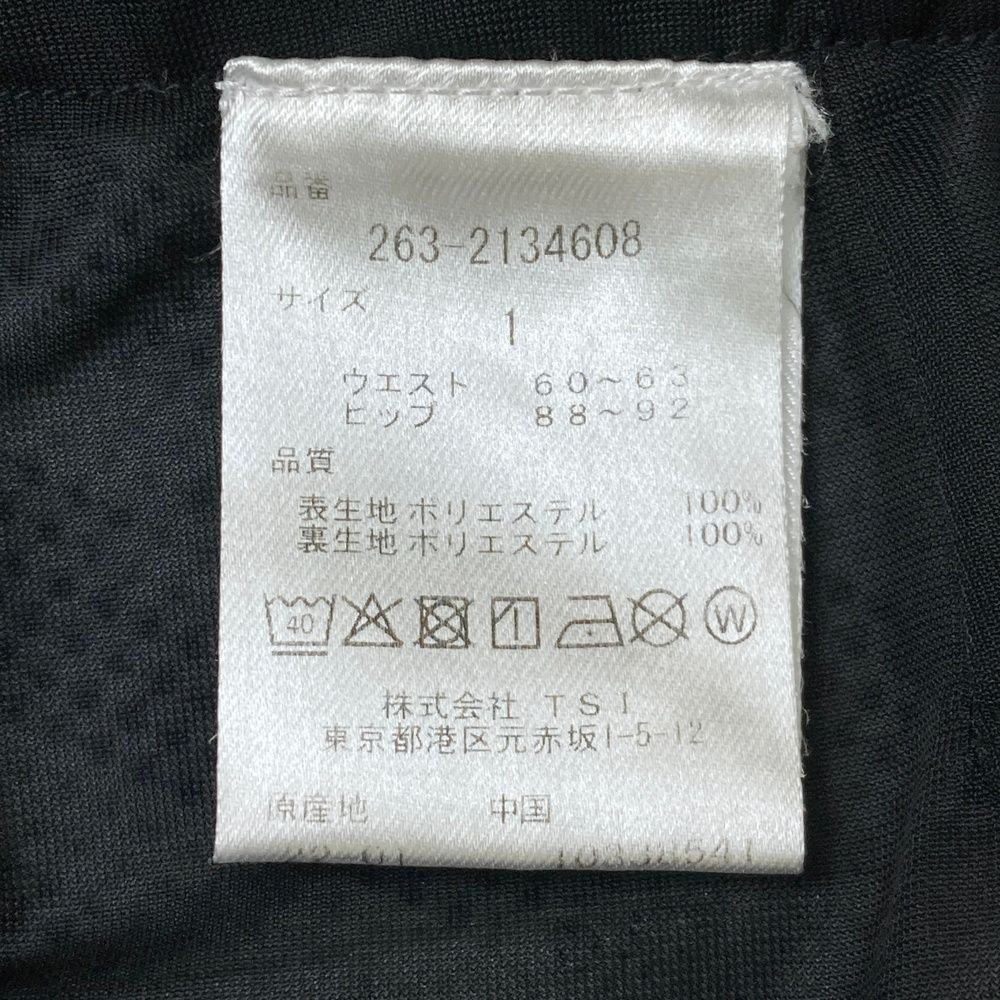 品番
263-2134608
サイズ
1
ウエスト 60~63
ヒップ 88~92
品質
表生地 ポリエステル 100%
裏生地 ポリエステル 100%
40 W
株式会社 TSI
東京都港区元赤坂1-5-12
原産地 中国